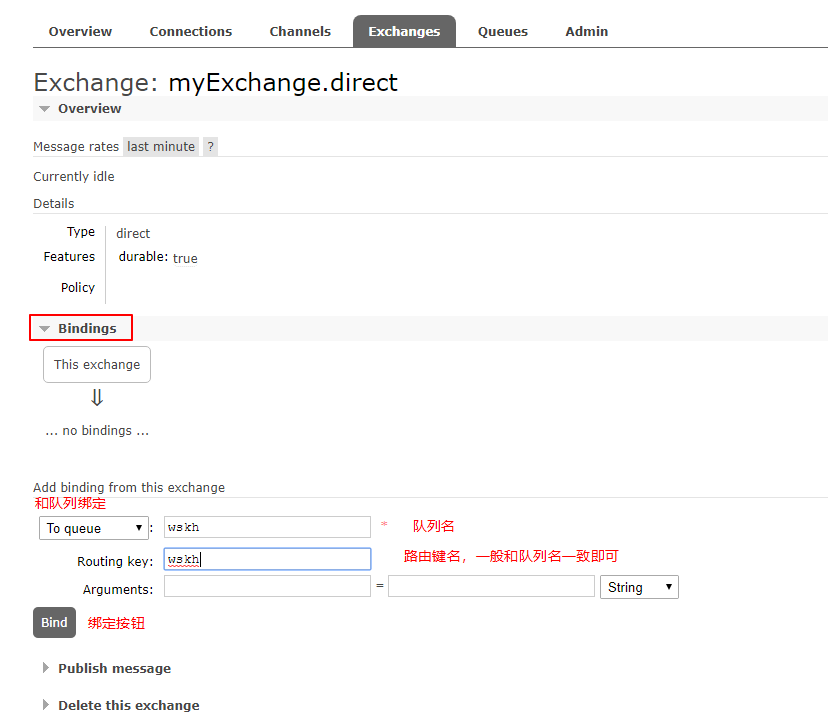 Overview Connections Channels Exchanges Queues Admin
Exchange: myExchange.direct
Overview
Message rates last minute ?
Currently idle
Details
Type direct
Features durable: true
Policy
Bindings
This exchange
⇓
... no bindings ...
Add binding from this exchange
和队列绑定
To queue : wskh * 队列名
Routing key: wskh 路由键名，一般和队列名一致即可
Arguments: = String
Bind 绑定按钮
Publish message
Delete this exchange